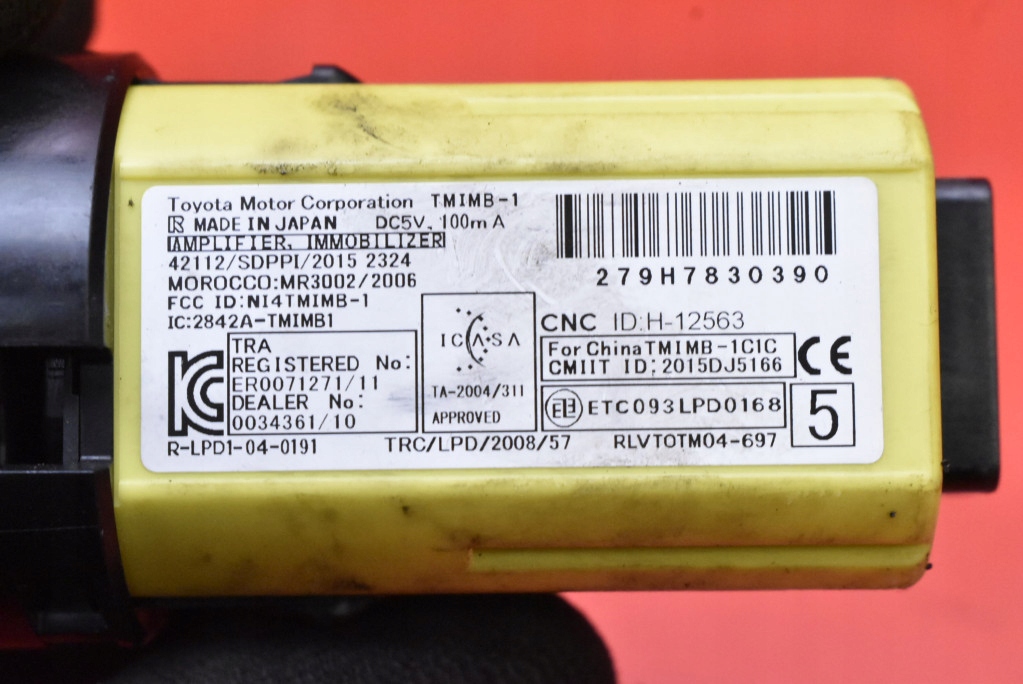 Toyota Motor Corporation TMIMB-1
R MADE IN JAPAN DC5V, 100mA
AMPLIFIER, IMMOBILIZER
42112/SDPPI/2015 2324
MOROCCO:MR3002/2006
FCC ID:NI4TMIMB-1
IC:2842A-TMIMB1
279H7830390
KC
TRA
REGISTERED No:
ER0071271/11
DEALER No:
0034361/10
ICASA
TA-2004/311
APPROVED
CNC ID:H-12563
For China TMIMB-1C1C
CMIIT ID:2015DJ5166
CE
ETC093LPD0168
5
R-LPD1-04-0191
TRC/LPD/2008/57
RLVTOTM04-697